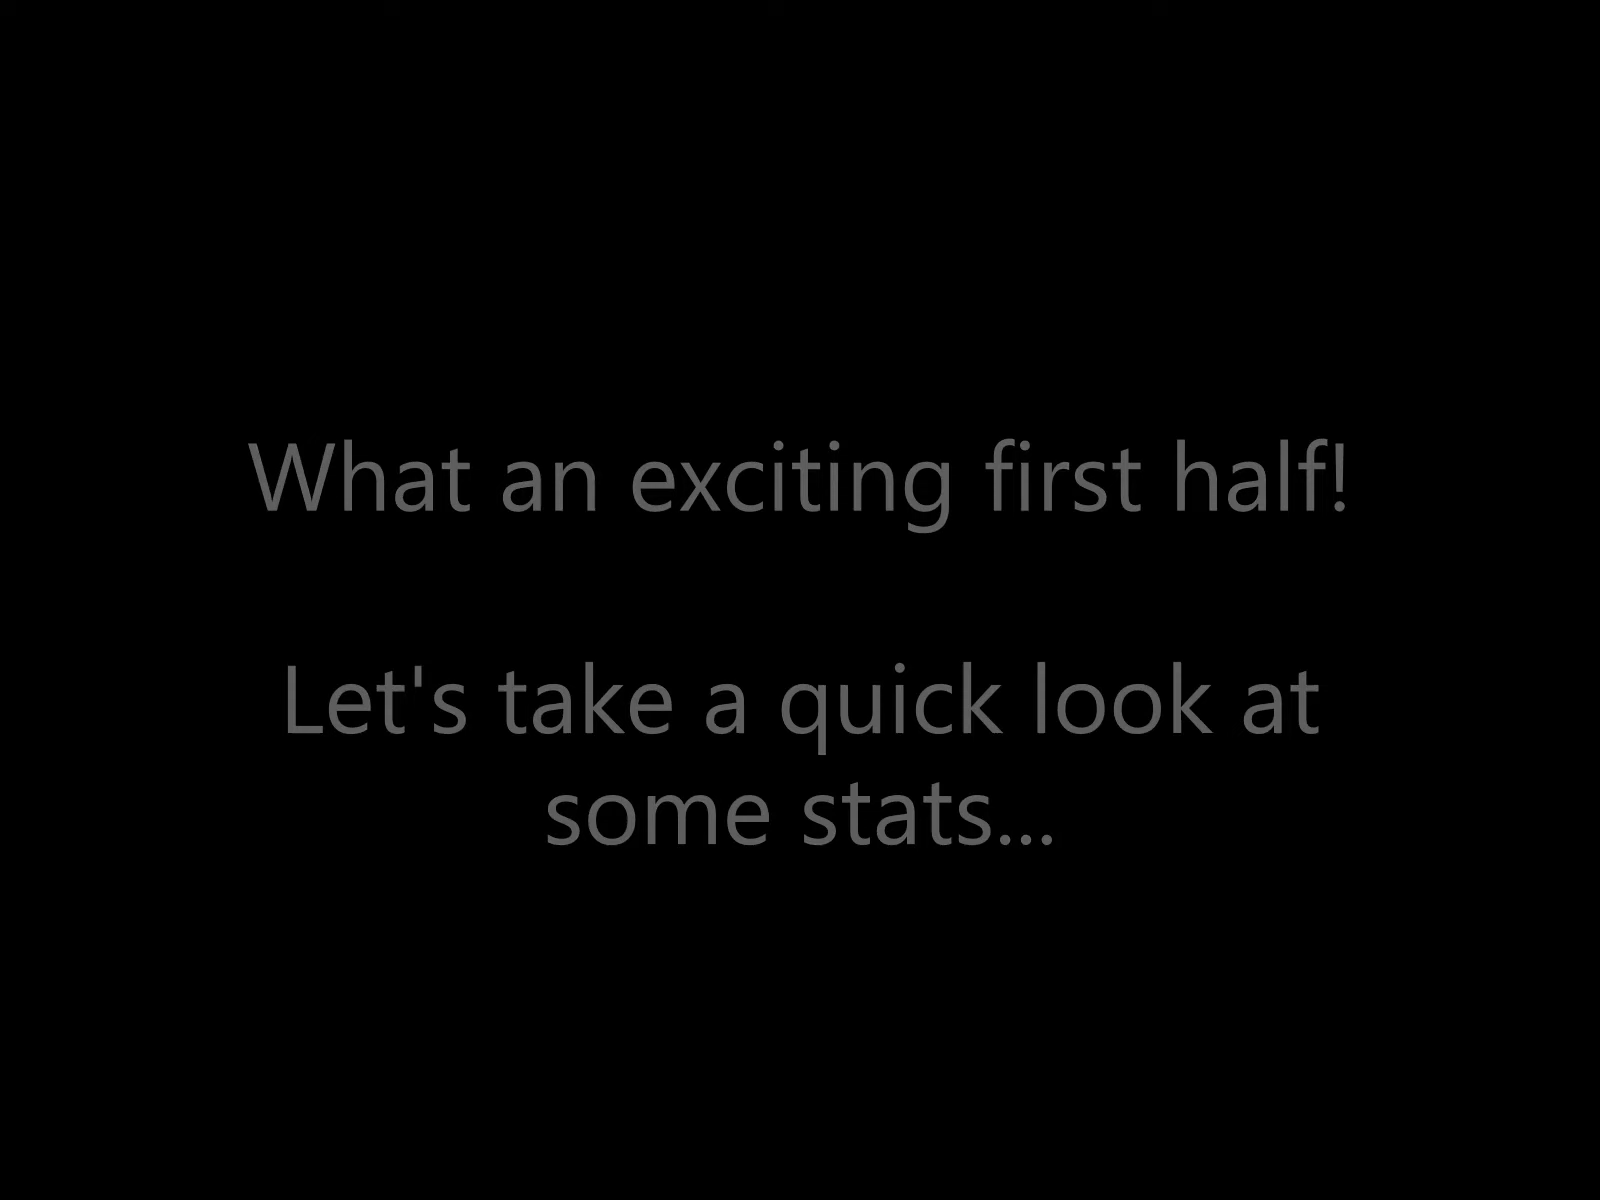 What an exciting first half!
Let's take a quick look at
some stats...